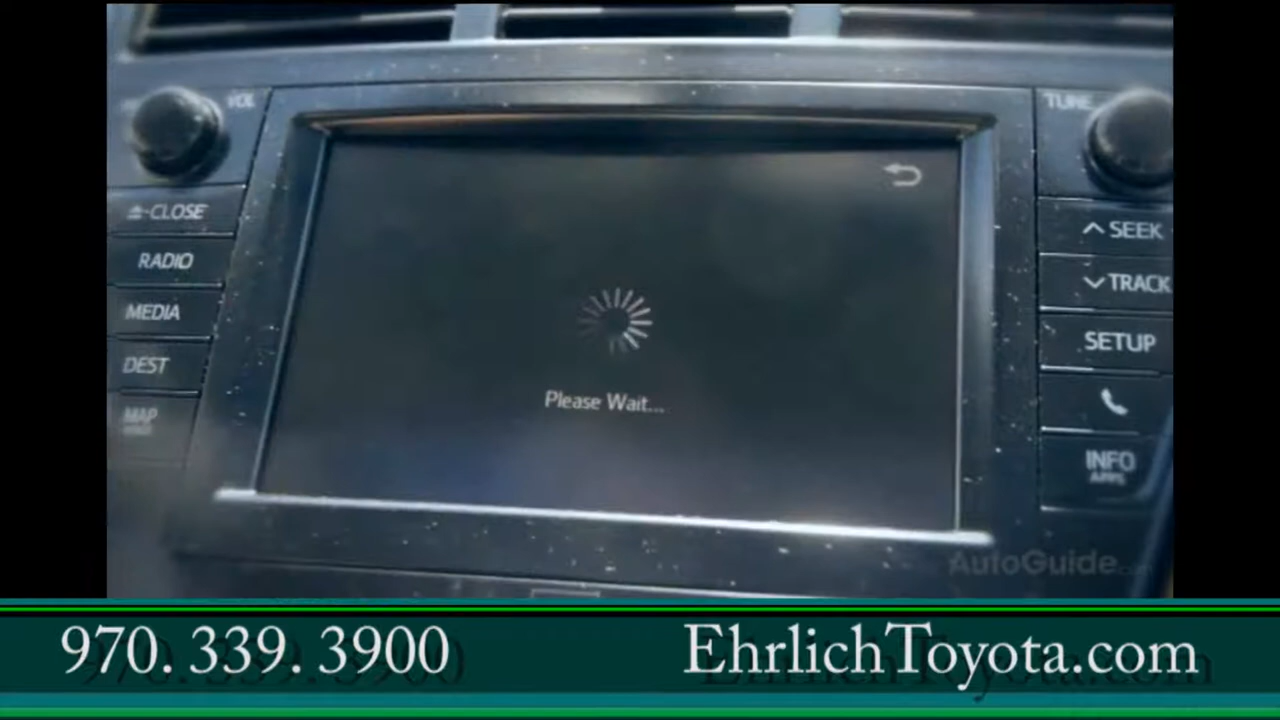 VOL
TUNE
CLOSE
RADIO
MEDIA
DEST
MAP
SEEK
TRACK
SETUP
INFO
APPS
Please Wait...
AutoGuide
970. 339. 3900
EhrlichToyota.com